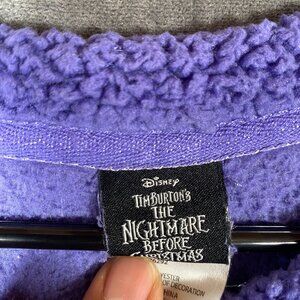 Disney
TIM BURTON'S
THE
NIGHTMARE
BEFORE
CHRISTMAS